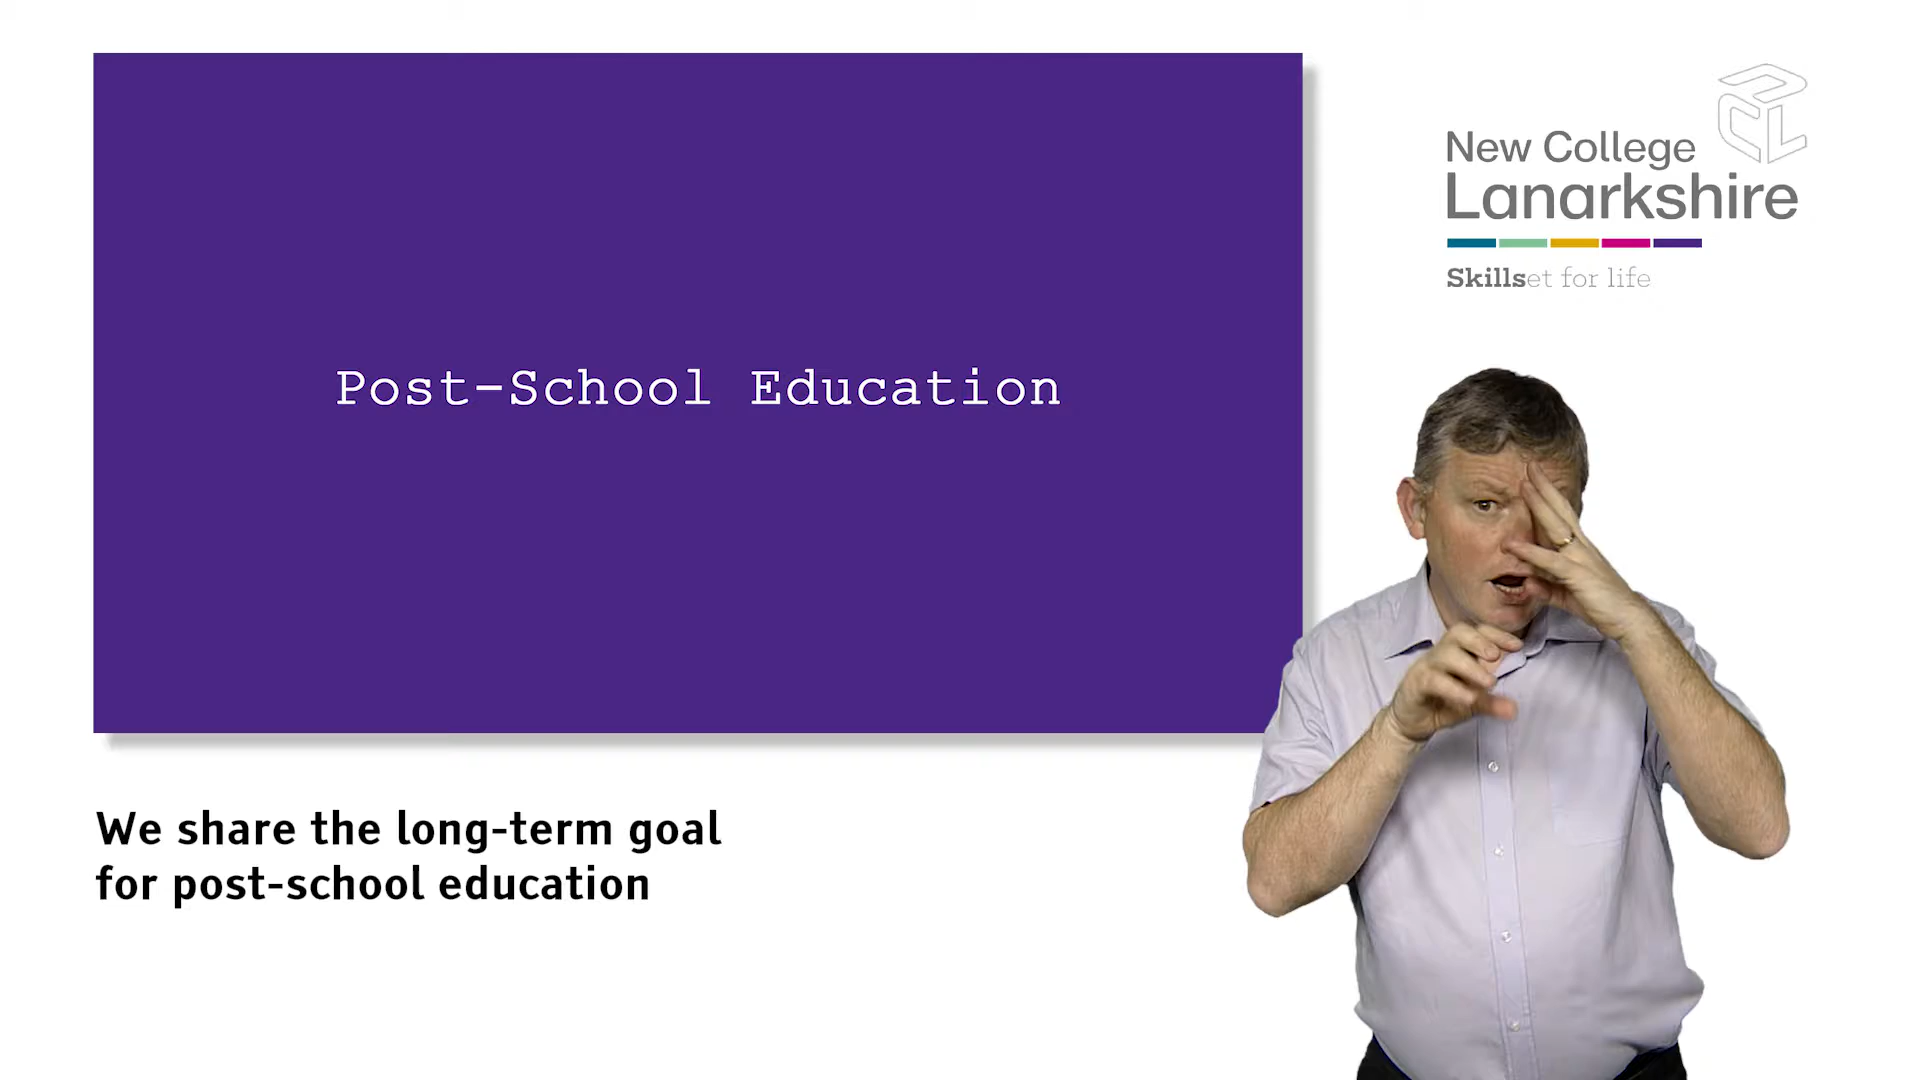 Post-School Education
NCL
New College
Lanarkshire
Skillset for life
We share the long-term goal
for post-school education